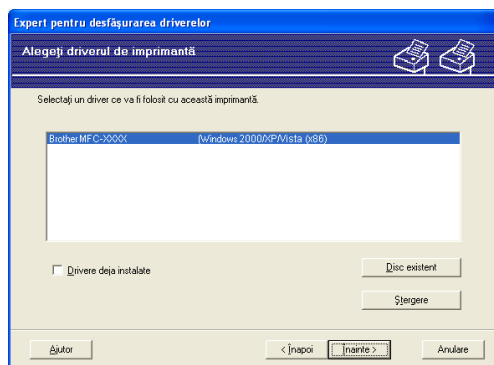 Expert pentru desfăşurarea driverelor
Alegeţi driverul de imprimantă
Selectaţi un driver ce va fi folosit cu această imprimantă.
Brother MFC-XXXX (Windows 2000/XP/Vista (x86)
Drivere deja instalate
Disc existent
Ştergere
Ajutor
< Înapoi
Înainte >
Anulare